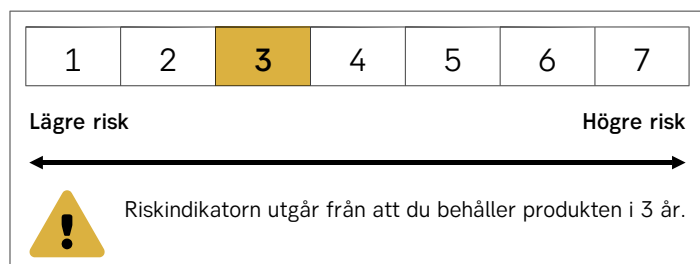 1 2 3 4 5 6 7
Lägre risk Högre risk
Riskindikatorn utgår från att du behåller produkten i 3 år.